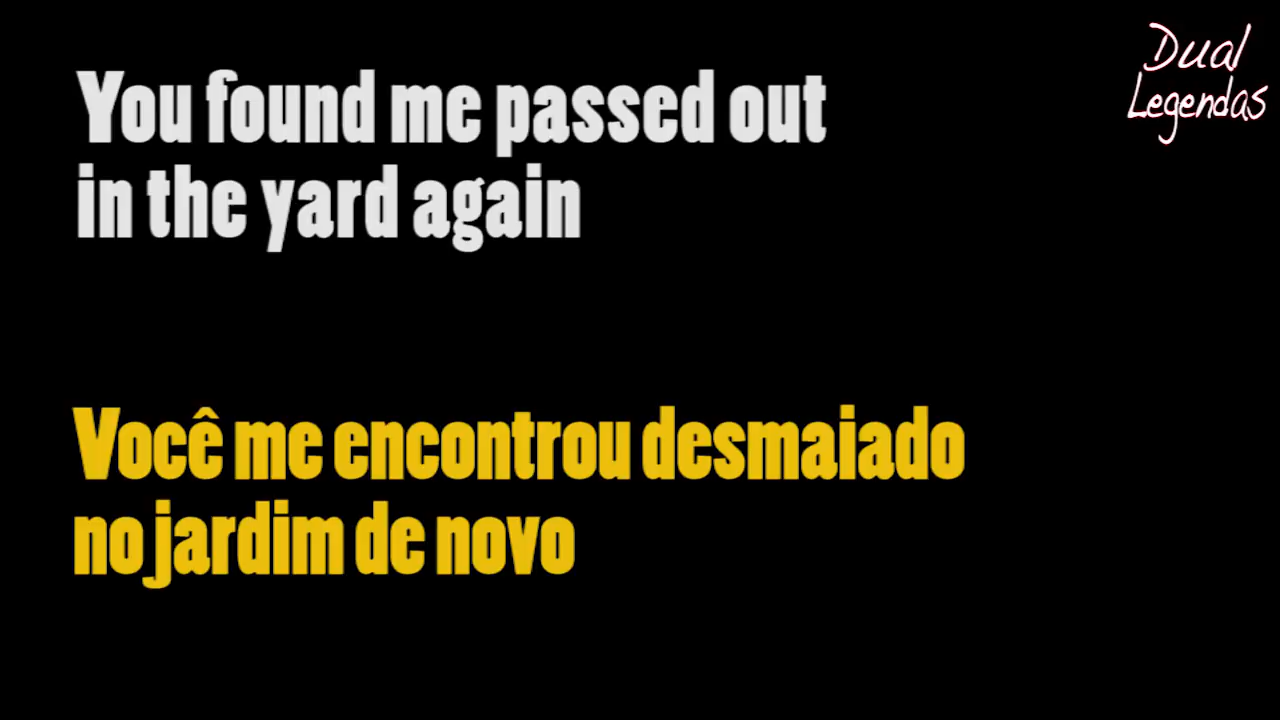 Dual
Legendas
You found me passed out
in the yard again
Você me encontrou desmaiado
no jardim de novo